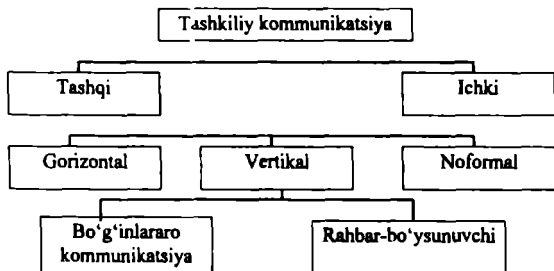 Tashkiliy kommunikatsiya
Tashqi
Ichki
Gorizontal
Vertikal
Noformal
Bo‘g‘inlararo
kommunikatsiya
Rahbar-bo‘ysunuvchi